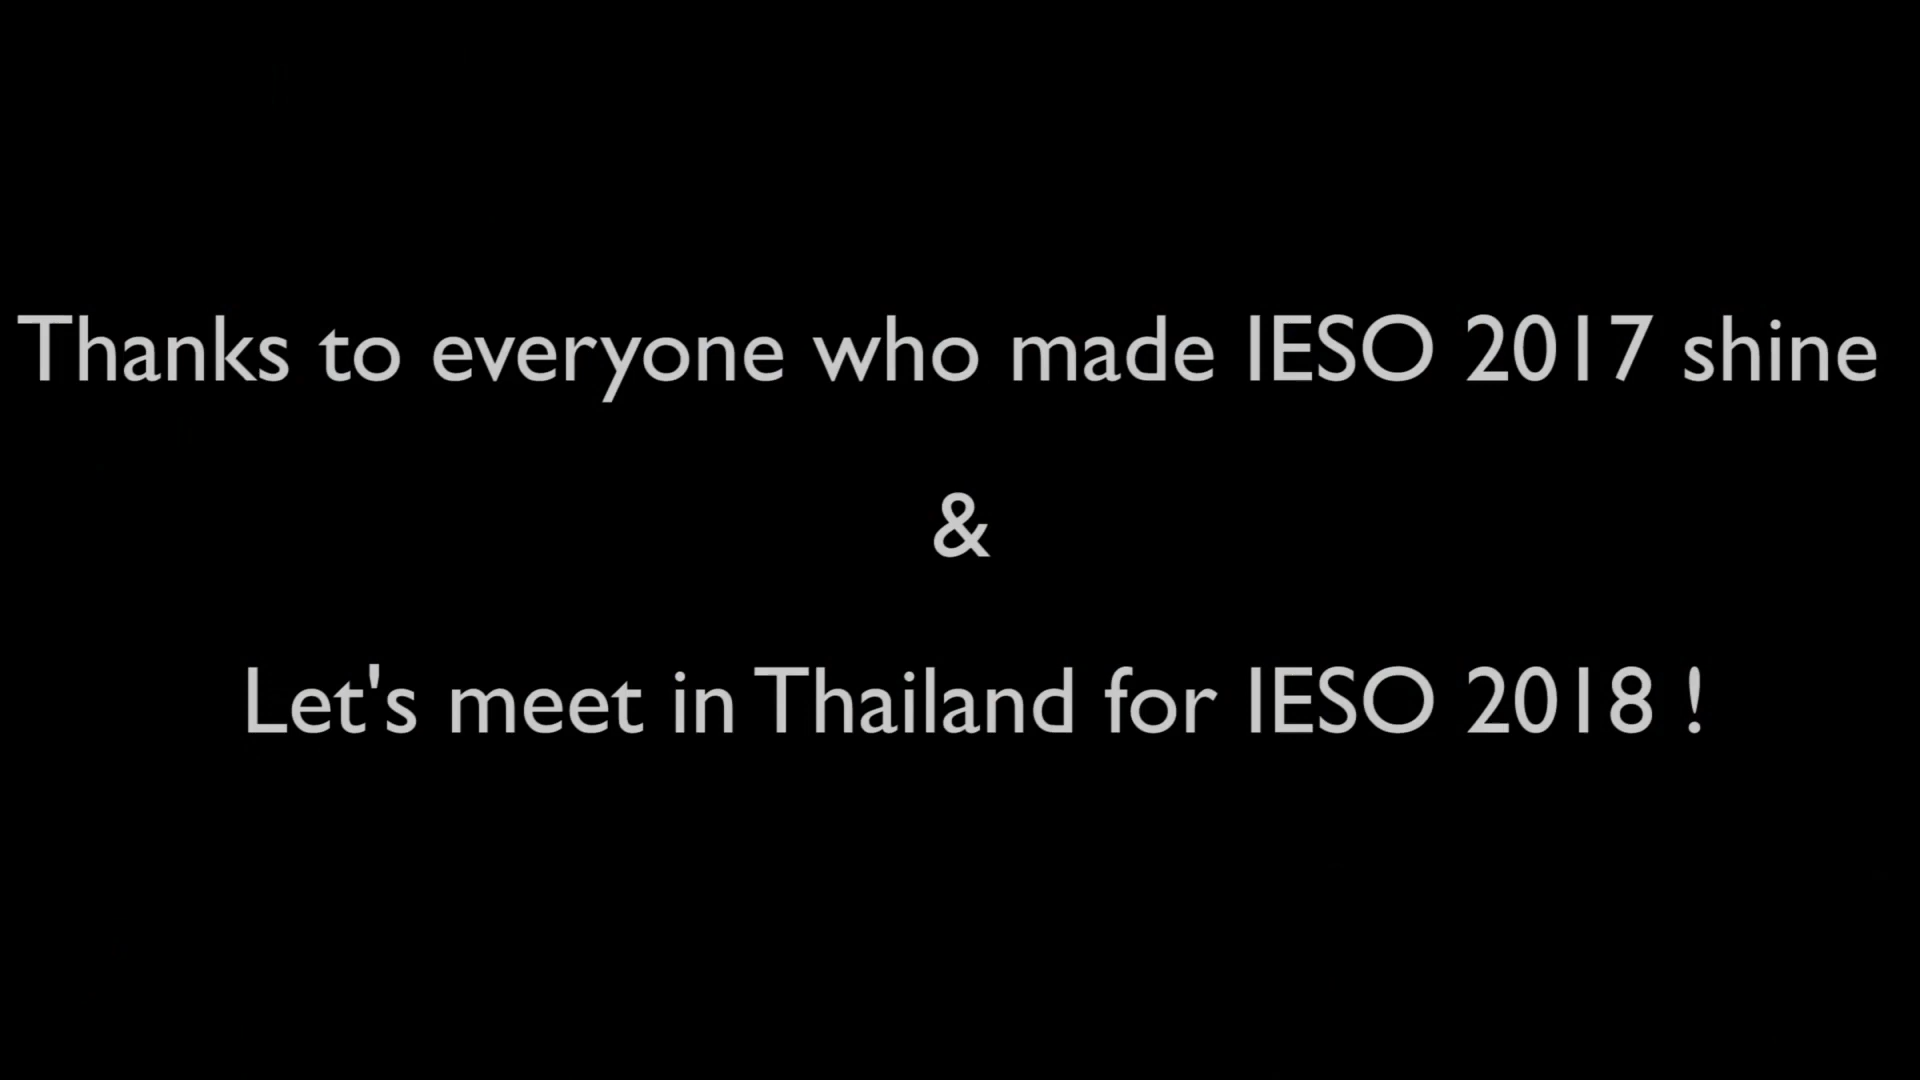 Thanks to everyone who made IESO 2017 shine
&
Let's meet in Thailand for IESO 2018 !